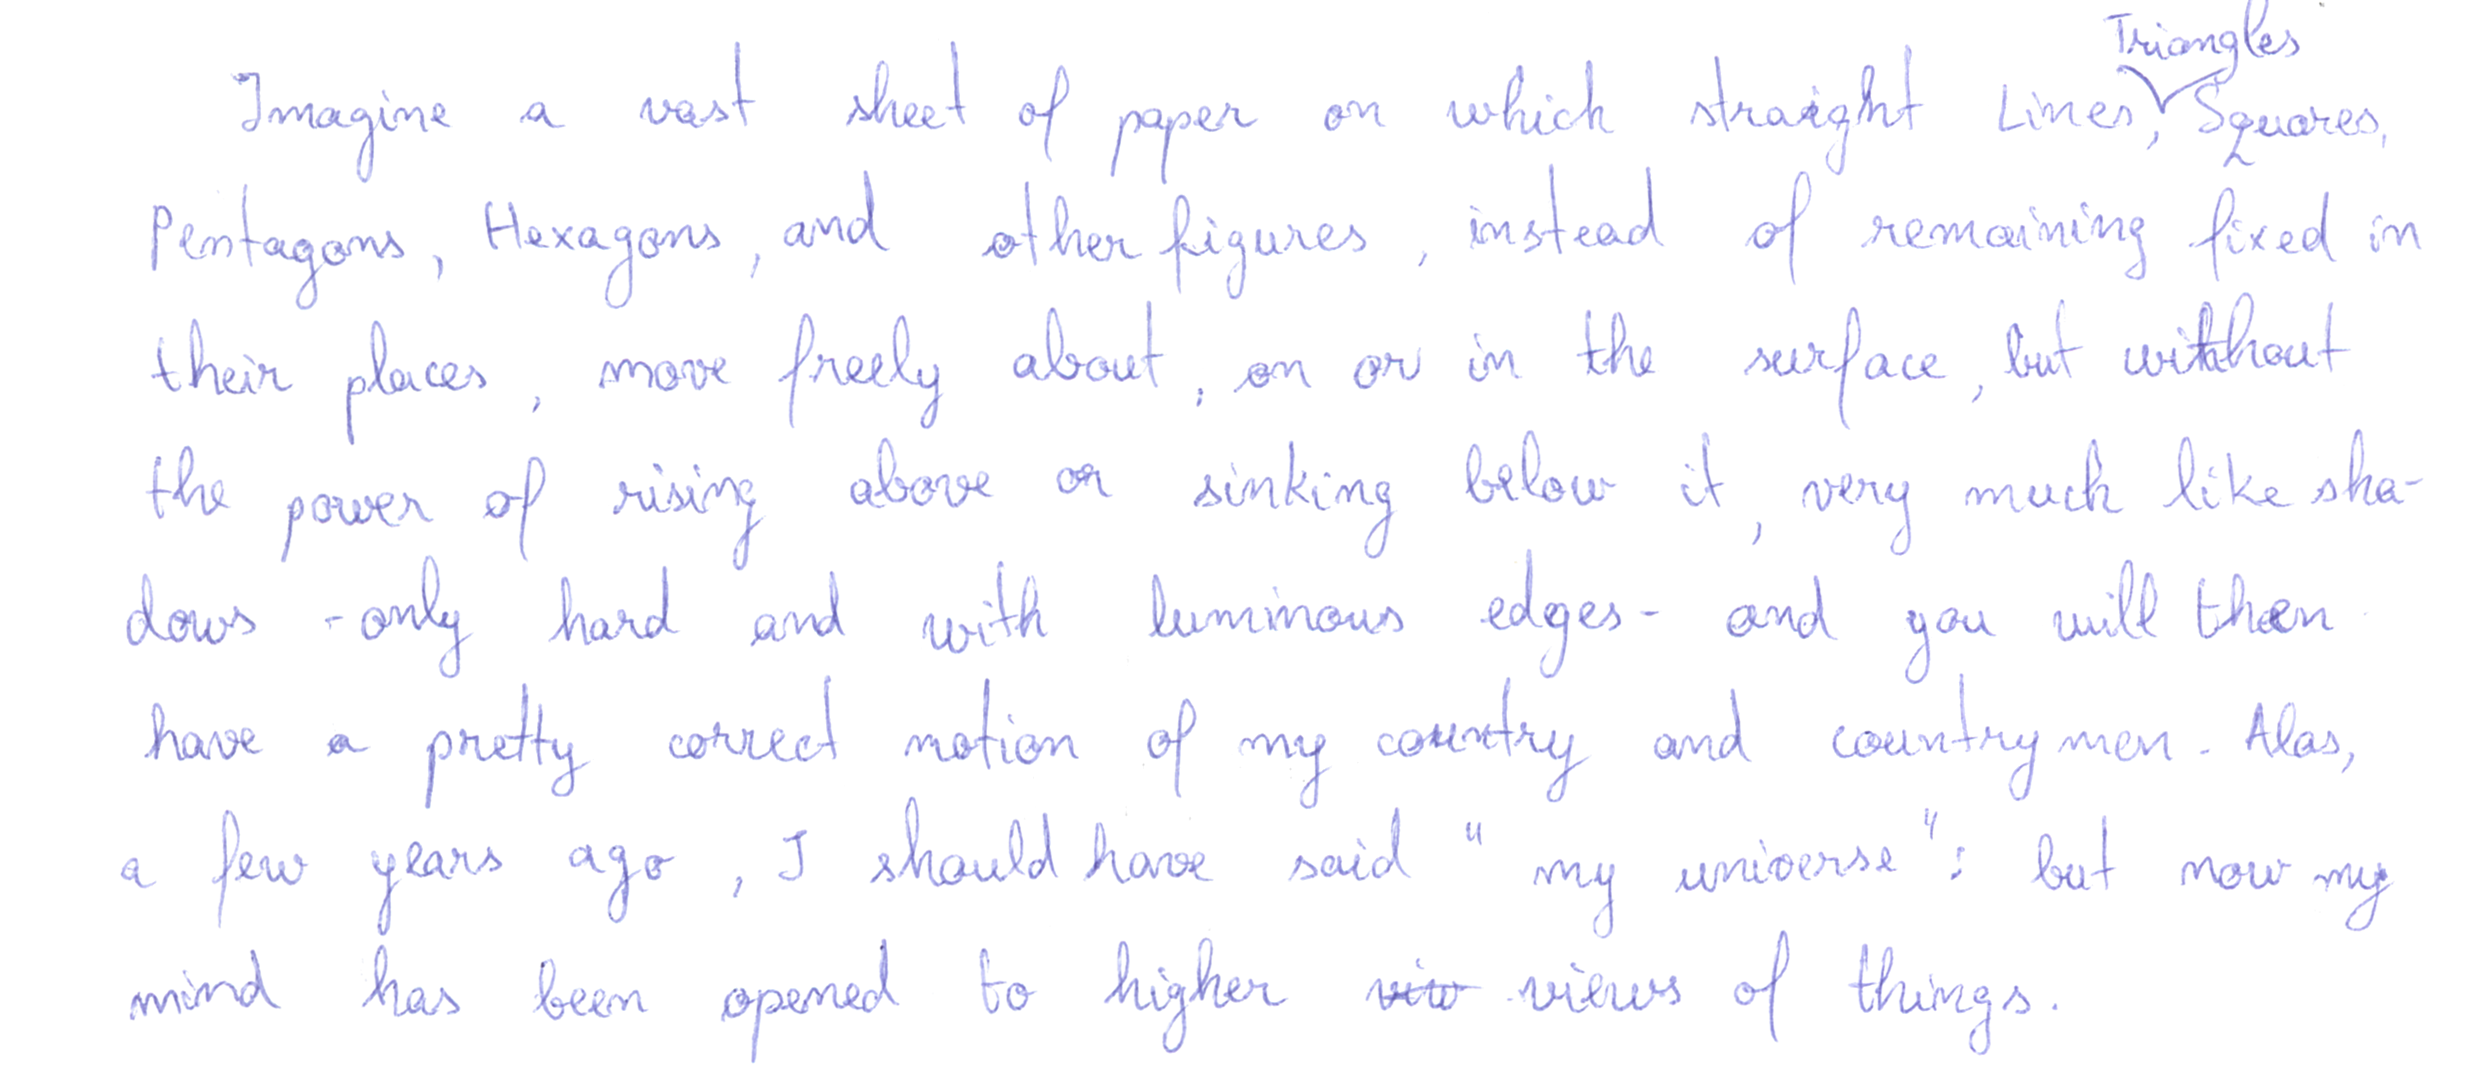 Imagine a vast sheet of paper on which straight Lines, Triangles Squares,
Pentagons, Hexagons, and other figures, instead of remaining fixed in
their places, move freely about, on or in the surface, but without
the power of rising above or sinking below it, very much like sha-
dows -only hard and with luminous edges- and you will then
have a pretty correct notion of my country and countrymen. Alas,
a few years ago, I should have said "my universe": but now my
mind has been opened to higher viw views of things.